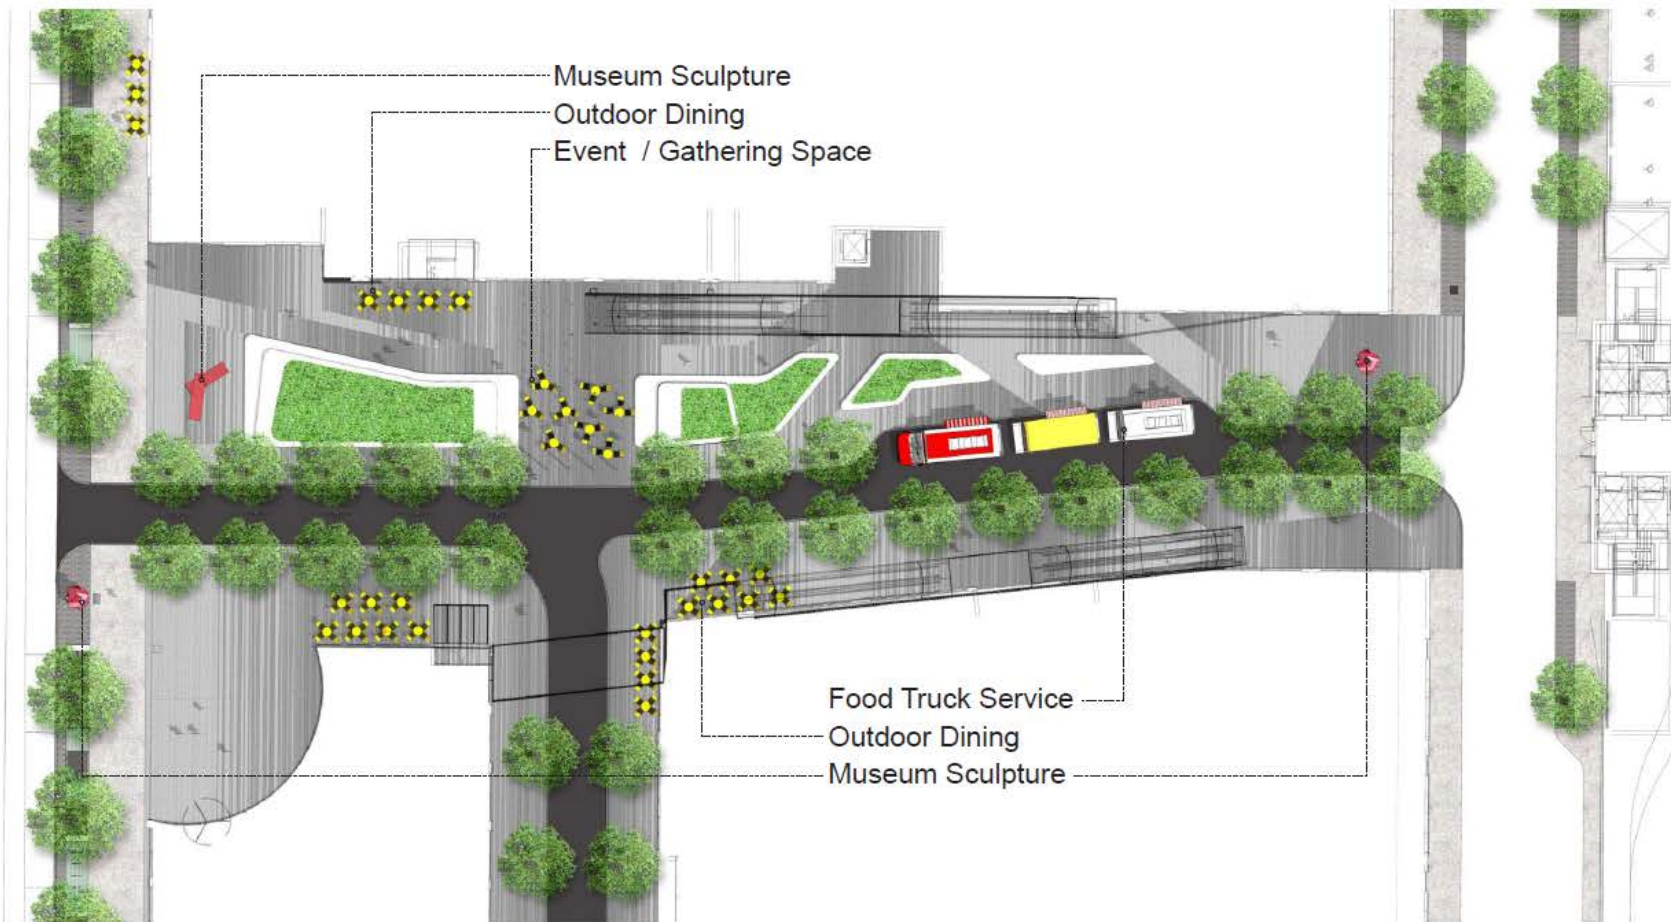 Museum Sculpture
Outdoor Dining
Event / Gathering Space
Food Truck Service
Outdoor Dining
Museum Sculpture